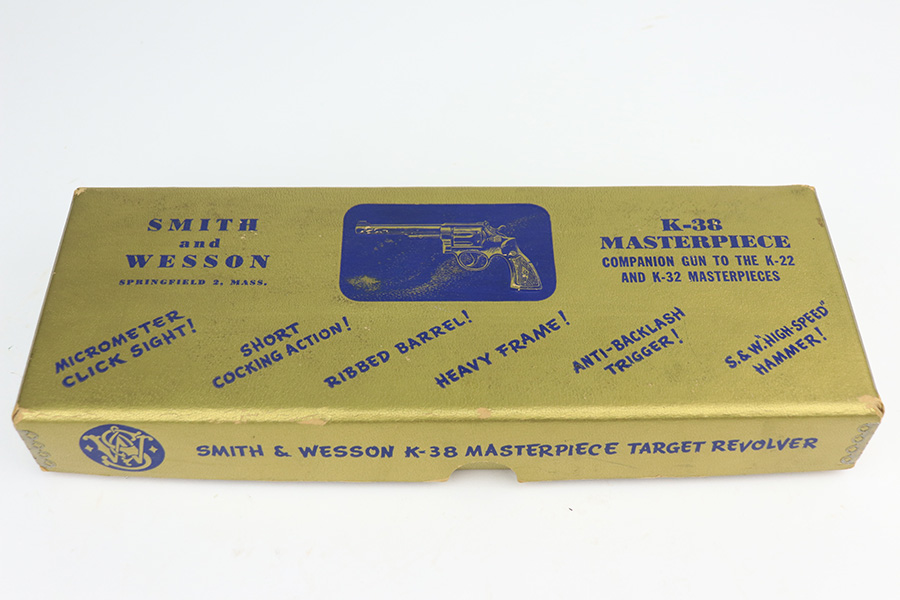 SMITH
and
WESSON
SPRINGFIELD 2, MASS.
K-38
MASTERPIECE
COMPANION GUN TO THE K-22
AND K-32 MASTERPIECES
MICROMETER
CLICK SIGHT!
SHORT
COCKING ACTION!
RIBBED BARREL!
HEAVY FRAME!
ANTI-BACKLASH
TRIGGER!
S.&W. HIGH-SPEED"
HAMMER!
SW
SMITH & WESSON K-38 MASTERPIECE TARGET REVOLVER